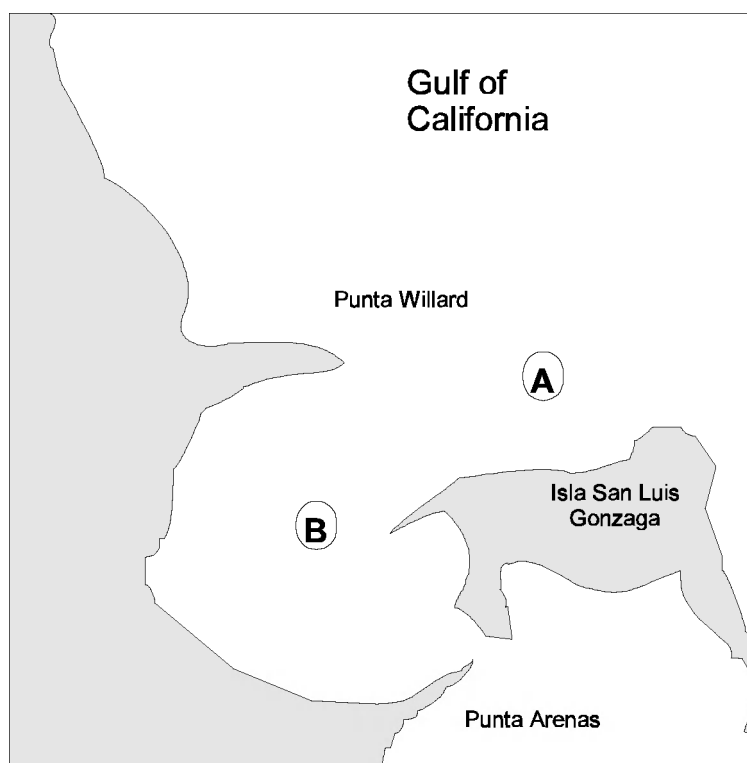 Gulf of
California
Punta Willard
A
Isla San Luis
Gonzaga
B
Punta Arenas